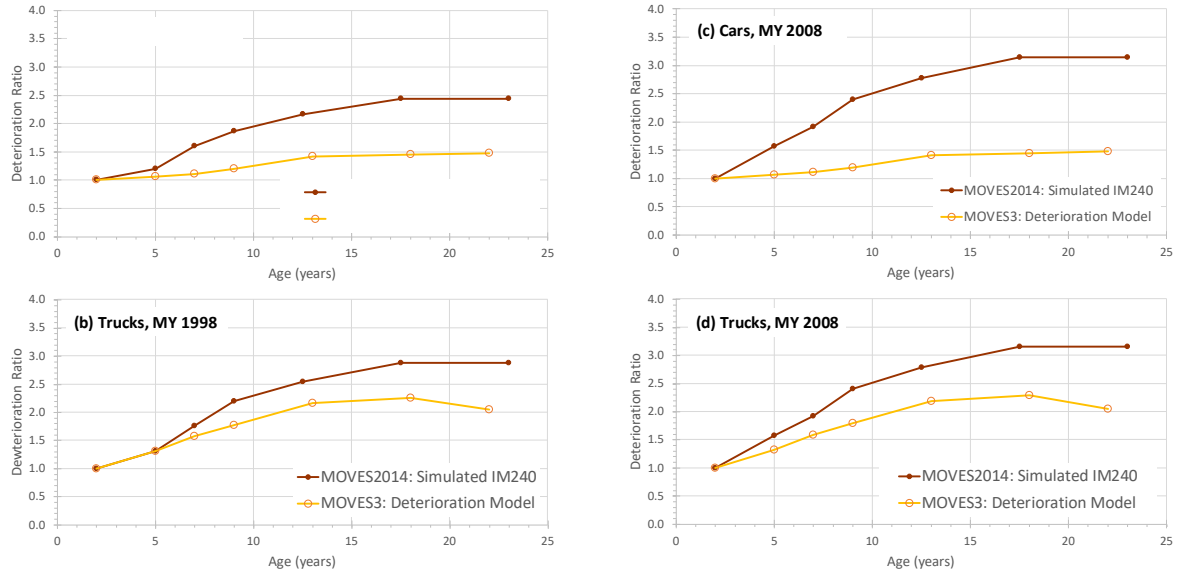 4.0
3.5
3.0
2.5
2.0
1.5
1.0
0.5
0.0
Deterioration Ratio
0 5 10 15 20 25
Age (years)
(c) Cars, MY 2008
4.0
3.5
3.0
2.5
2.0
1.5
1.0
0.5
0.0
Deterioration Ratio
MOVES2014: Simulated IM240
MOVES3: Deterioration Model
0 5 10 15 20 25
Age (years)
(b) Trucks, MY 1998
4.0
3.5
3.0
2.5
2.0
1.5
1.0
0.5
0.0
Dewterioration Ratio
MOVES2014: Simulated IM240
MOVES3: Deterioration Model
0 5 10 15 20 25
Age (years)
(d) Trucks, MY 2008
4.0
3.5
3.0
2.5
2.0
1.5
1.0
0.5
0.0
Deterioration Ratio
MOVES2014: Simulated IM240
MOVES3: Deterioration Model
0 5 10 15 20 25
Age (years)